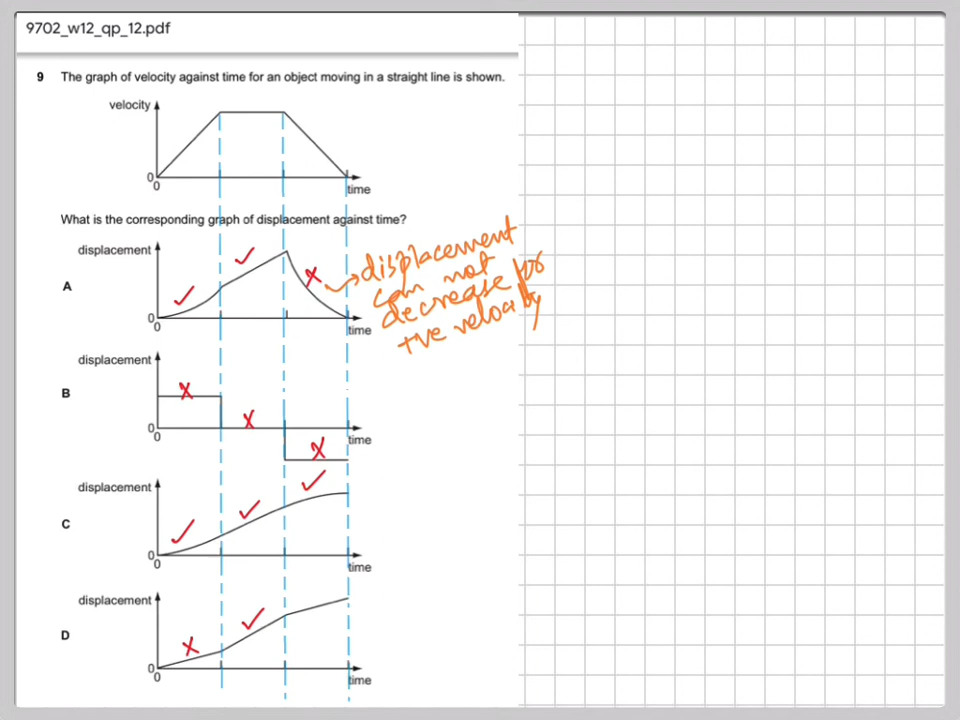 9702_w12_qp_12.pdf
9 The graph of velocity against time for an object moving in a straight line is shown.
velocity
0
0
time
What is the corresponding graph of displacement against time?
displacement
A
0
0
time
displacement
can not
decrease for
+ve velocity
displacement
B
0
0
time
displacement
C
0
0
time
displacement
D
0
0
time